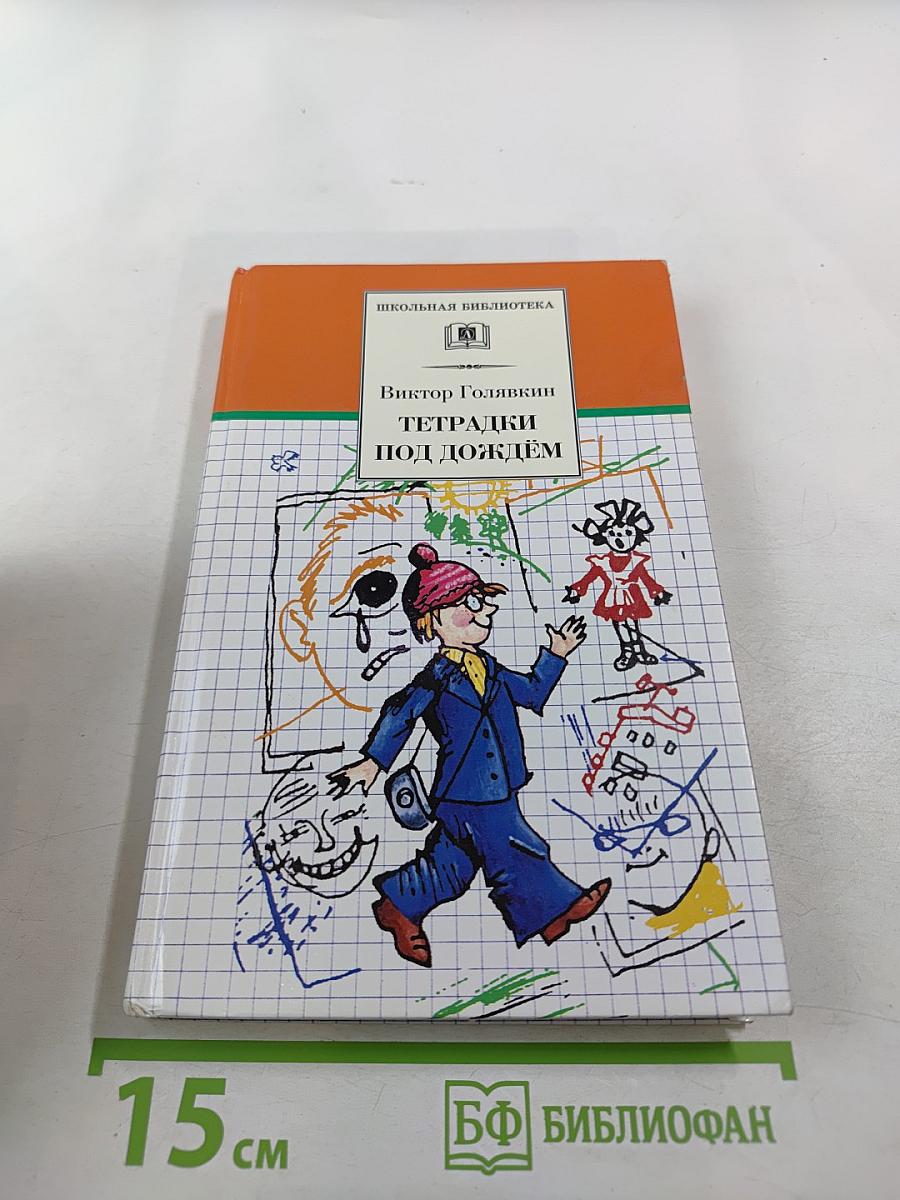 ШКОЛЬНАЯ БИБЛИОТЕКА
Виктор Голявкин
ТЕТРАДКИ
ПОД ДОЖДЁМ
15 см
БФ БИБЛИОФАН